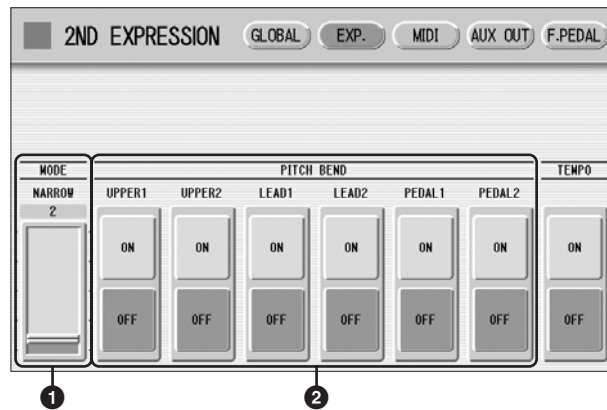 2ND EXPRESSION GLOBAL EXP. MIDI AUX OUT F.PEDAL
MODE PITCH BEND TEMPO
NARROW UPPER1 UPPER2 LEAD1 LEAD2 PEDAL1 PEDAL2
2
ON ON ON ON ON ON ON
OFF OFF OFF OFF OFF OFF OFF
1 2